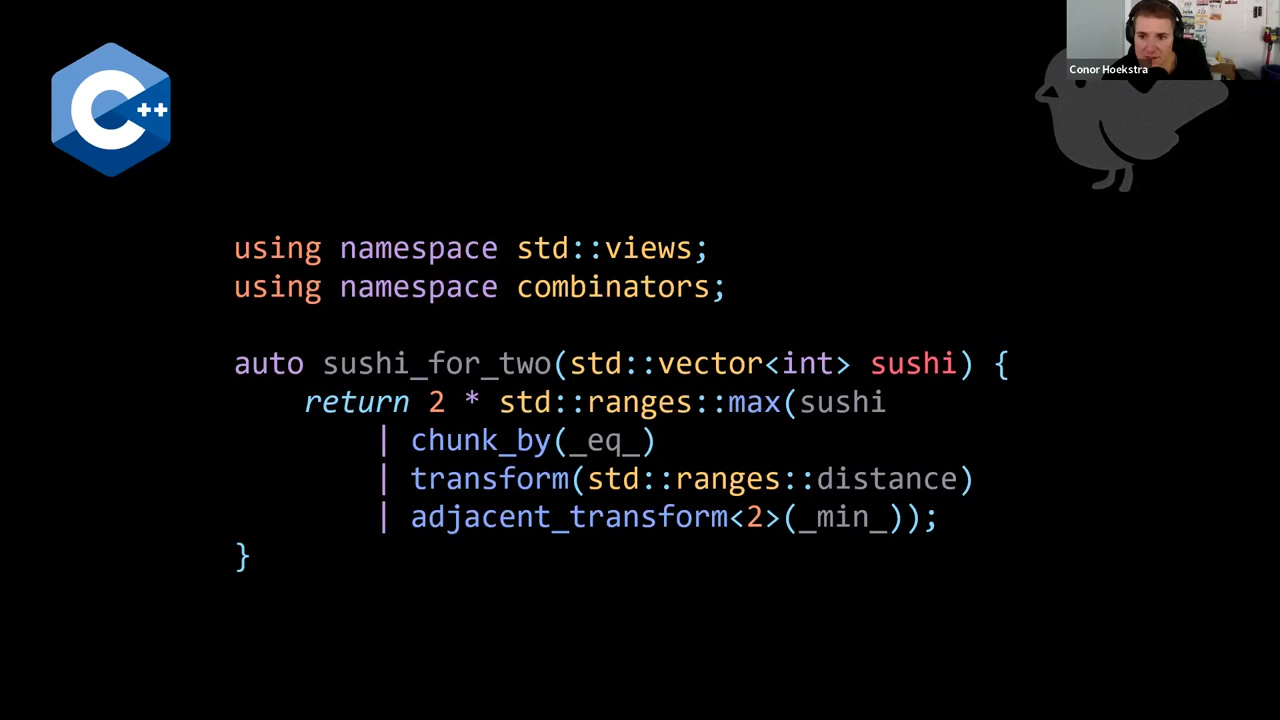 C++
Conor Hoekstra
using namespace std::views;
using namespace combinators;
auto sushi_for_two(std::vector<int> sushi) {
return 2 * std::ranges::max(sushi
| chunk_by(_eq_)
| transform(std::ranges::distance)
| adjacent_transform<2>(_min_));
}